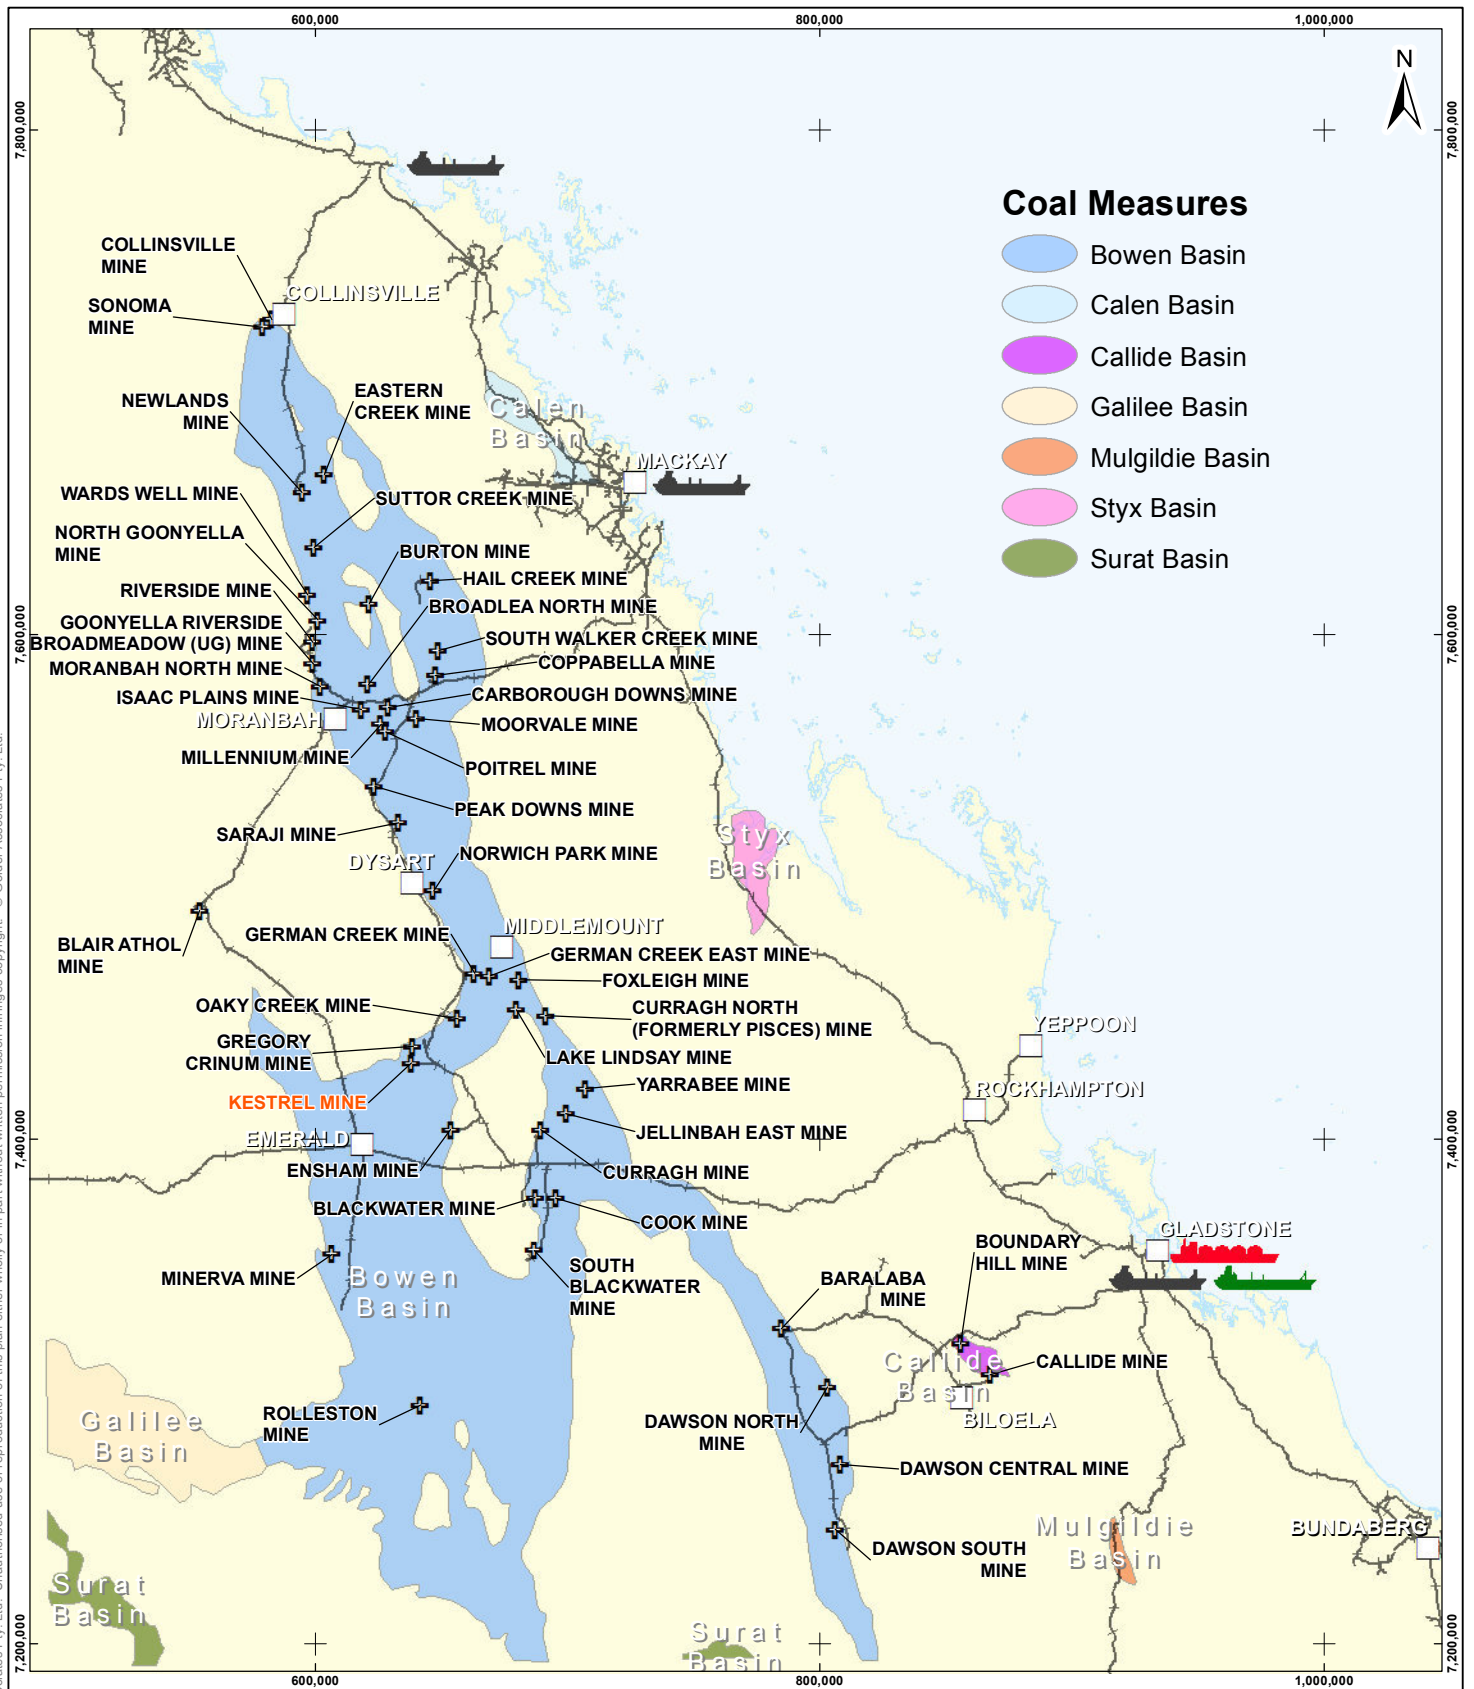 600,000
800,000
1,000,000
N
7,800,000
7,800,000
Coal Measures
Bowen Basin
Calen Basin
Callide Basin
Galilee Basin
Mulgildie Basin
Styx Basin
Surat Basin
COLLINSVILLE
MINE
COLLINSVILLE
SONOMA
MINE
EASTERN
CREEK MINE
NEWLANDS
MINE
Calen
Basin
MACKAY
WARDS WELL MINE
SUTTOR CREEK MINE
NORTH GOONYELLA
MINE
BURTON MINE
HAIL CREEK MINE
RIVERSIDE MINE
BROADLEA NORTH MINE
GOONYELLA RIVERSIDE
BROADMEADOW (UG) MINE
7,600,000
7,600,000
SOUTH WALKER CREEK MINE
COPPABELLA MINE
MORANBAH NORTH MINE
CARBOROUGH DOWNS MINE
ISAAC PLAINS MINE
MORANBAH
MOORVALE MINE
MILLENNIUM MINE
POITREL MINE
PEAK DOWNS MINE
SARAJI MINE
Styx
Basin
DYSART
NORWICH PARK MINE
MIDDLEMOUNT
BLAIR ATHOL
MINE
GERMAN CREEK MINE
GERMAN CREEK EAST MINE
FOXLEIGH MINE
OAKY CREEK MINE
CURRAGH NORTH
(FORMERLY PISCES) MINE
YEPPOON
GREGORY
CRINUM MINE
LAKE LINDSAY MINE
YARRABEE MINE
ROCKHAMPTON
KESTREL MINE
7,400,000
7,400,000
EMERALD
JELLINBAH EAST MINE
ENSHAM MINE
CURRAGH MINE
BLACKWATER MINE
COOK MINE
GLADSTONE
BOUNDARY
HILL MINE
MINERVA MINE
Bowen
Basin
SOUTH
BLACKWATER
MINE
BARALABA
MINE
Callide
Basin
CALLIDE MINE
BILOELA
Galilee
Basin
ROLLESTON
MINE
DAWSON NORTH
MINE
DAWSON CENTRAL MINE
Mulgildie
Basin
BUNDABERG
DAWSON SOUTH
MINE
Surat
Basin
Surat
Basin
7,200,000
7,200,000
600,000
800,000
1,000,000